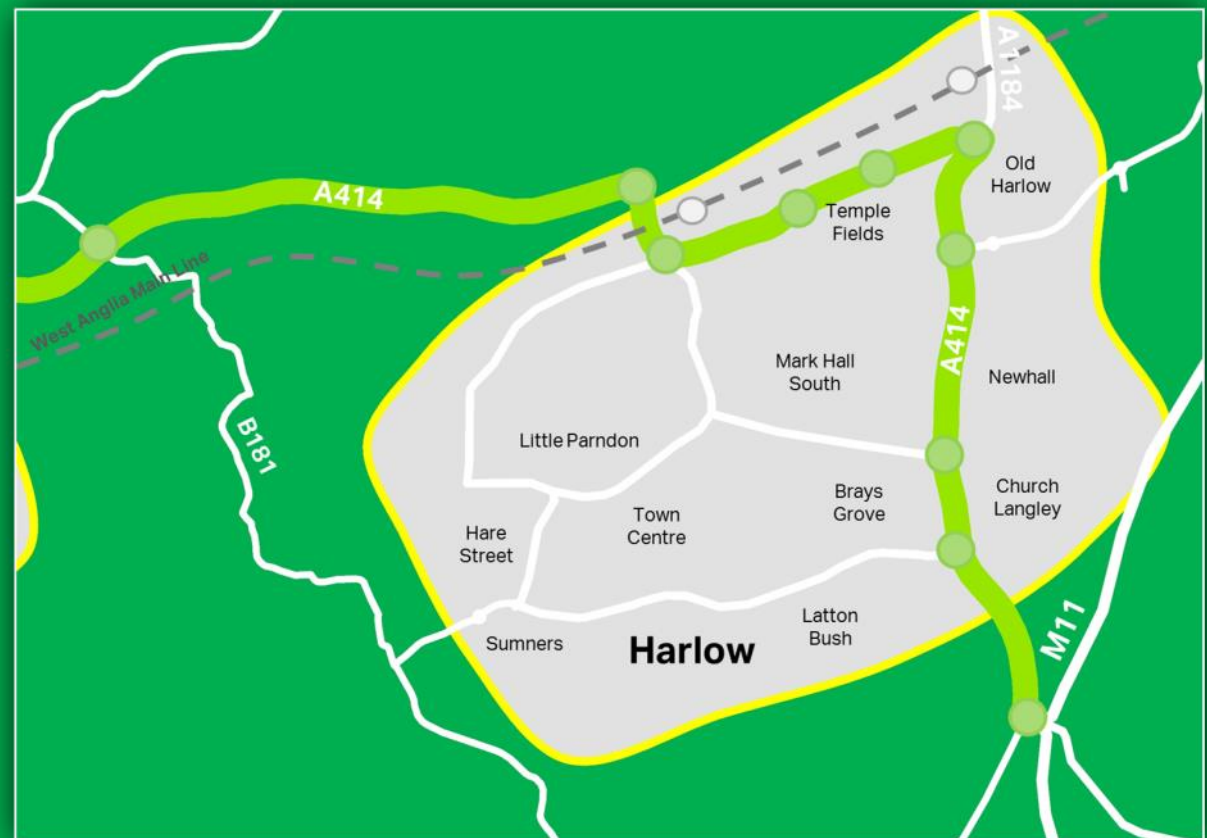 A1184
Old
Harlow
A414
Temple
Fields
West Anglia Main Line
A414
Mark Hall
South
Newhall
B181
Little Parndon
Brays
Grove
Church
Langley
Town
Centre
Hare
Street
Latton
Bush
M11
Sumners
Harlow